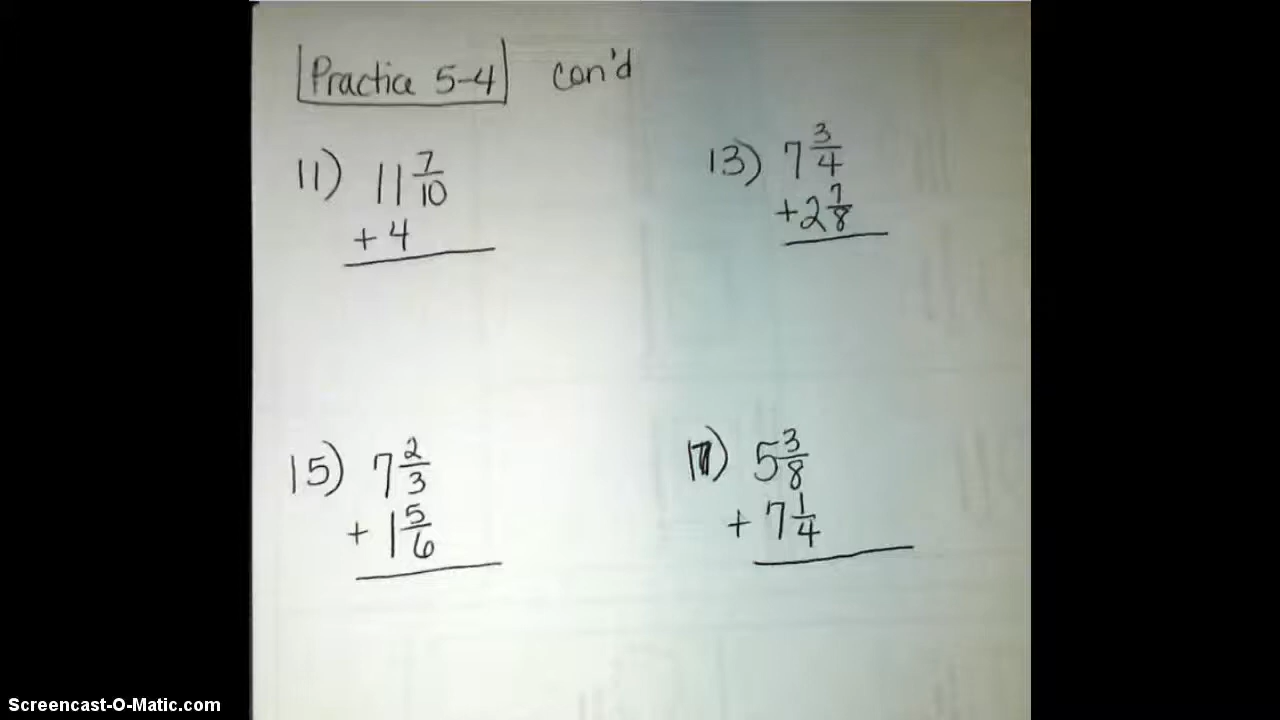 Practice 5-4 con'd
11) 11 7/10
+ 4
13) 7 3/4
+ 2 7/8
15) 7 2/3
+ 1 5/6
17) 5 3/8
+ 7 1/4
Screencast-O-Matic.com